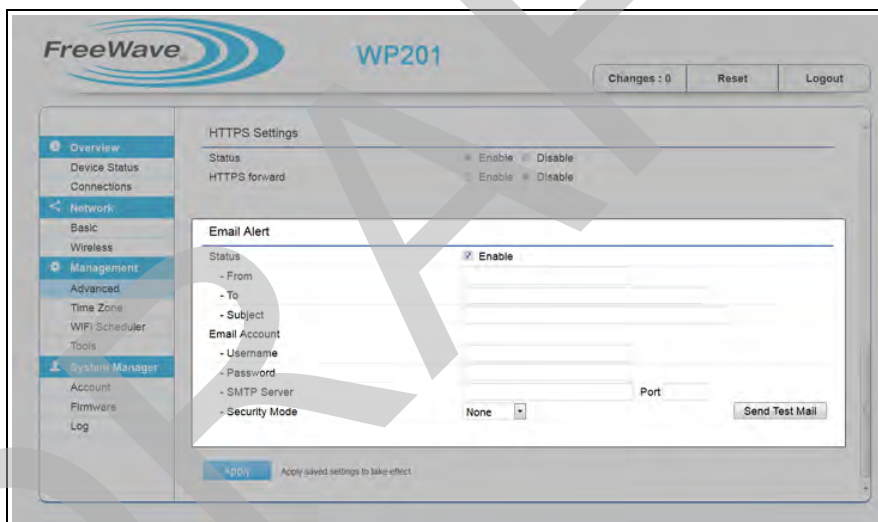 FreeWave
WP201
Changes : 0 Reset Logout
Overview
Device Status
Connections
Network
Basic
Wireless
Management
Advanced
Time Zone
WiFi Scheduler
Tools
System Manager
Account
Firmware
Log
HTTPS Settings
Status Enable Disable
HTTPS forward Enable Disable
Email Alert
Status Enable
- From
- To
- Subject
Email Account
- Username
- Password
- SMTP Server Port
- Security Mode None Send Test Mail
Apply Apply saved settings to take effect
DRAF